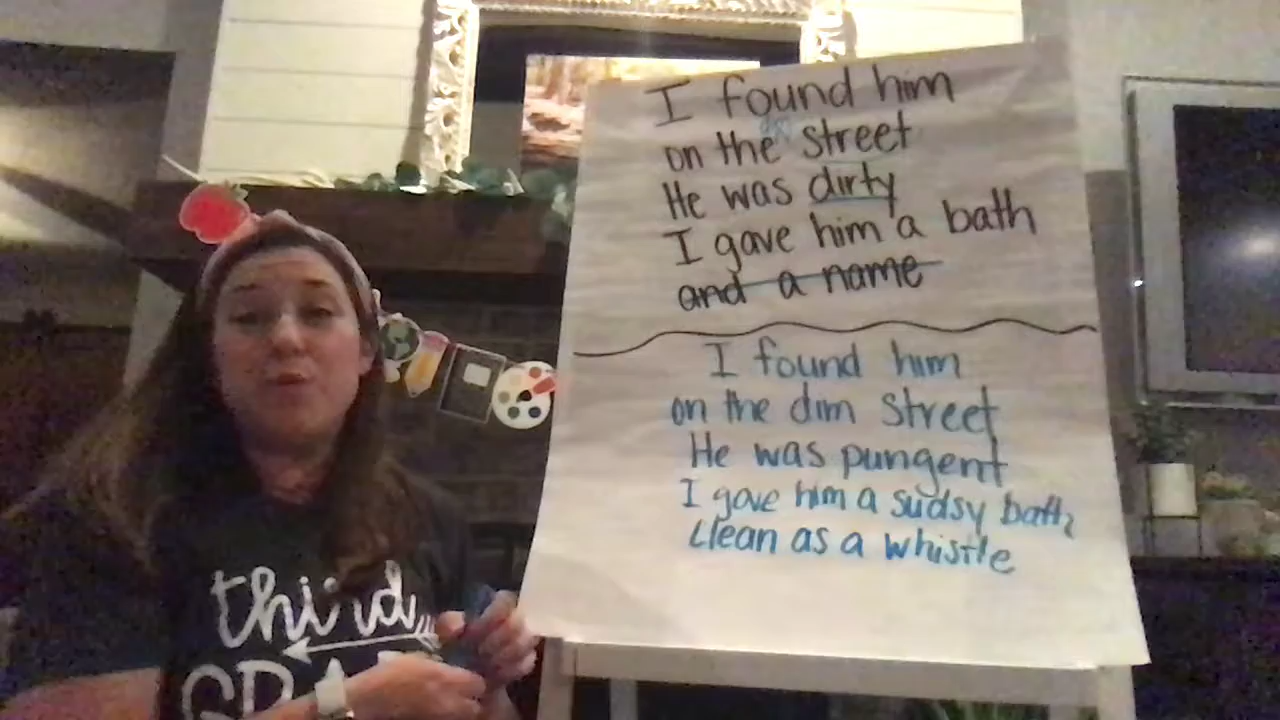 I found him
on the street
He was dirty
I gave him a bath
and a name
I found him
on the dim street
He was pungent
I gave him a sudsy bath,
clean as a whistle
third
GRA